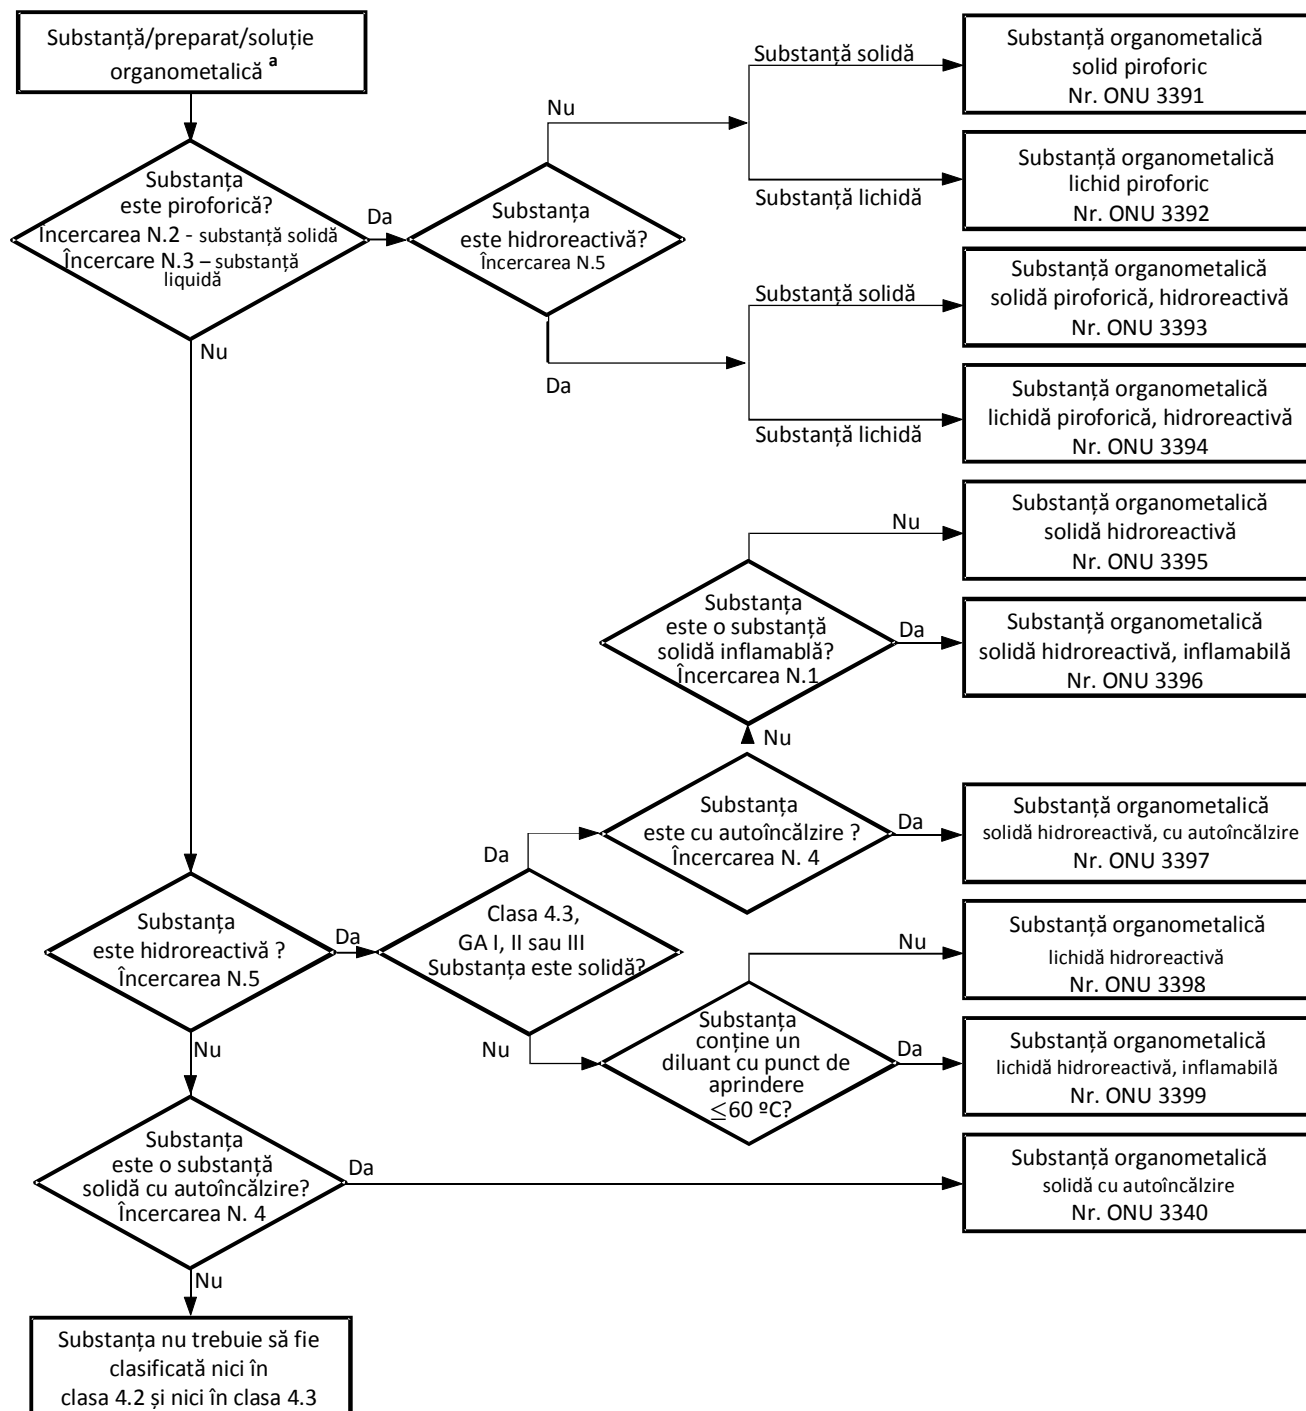 Substanță/preparat/soluție
organometalică a
Substanța
este piroforică?
Încercarea N.2 - substanță solidă
Încercare N.3 – substanță
liquidă
Da
Nu
Substanța
este hidroreactivă?
Încercarea N.5
Nu
Da
Substanță solidă
Substanță lichidă
Substanță solidă
Substanță lichidă
Substanță organometalică
solid piroforic
Nr. ONU 3391
Substanță organometalică
lichid piroforic
Nr. ONU 3392
Substanță organometalică
solidă piroforică, hidroreactivă
Nr. ONU 3393
Substanță organometalică
lichidă piroforică, hidroreactivă
Nr. ONU 3394
Nu
Substanță organometalică
solidă hidroreactivă
Nr. ONU 3395
Substanța
este o substanță
solidă inflamablă?
Încercarea N.1
Da
Substanță organometalică
solidă hidroreactivă, inflamabilă
Nr. ONU 3396
Nu
Substanța
este cu autoîncălzire ?
Încercarea N. 4
Da
Substanță organometalică
solidă hidroreactivă, cu autoîncălzire
Nr. ONU 3397
Da
Substanța
este hidroreactivă ?
Încercarea N.5
Da
Clasa 4.3,
GA I, II sau III
Substanța este solidă?
Nu
Nu
Substanță organometalică
lichidă hidroreactivă
Nr. ONU 3398
Nu
Substanța
conține un
diluant cu punct de
aprindere
≤60 ºC?
Da
Substanță organometalică
lichidă hidroreactivă, inflamabilă
Nr. ONU 3399
Substanța
este o substanță
solidă cu autoîncălzire?
Încercarea N. 4
Da
Substanță organometalică
solidă cu autoîncălzire
Nr. ONU 3340
Nu
Substanța nu trebuie să fie
clasificată nici în
clasa 4.2 și nici în clasa 4.3